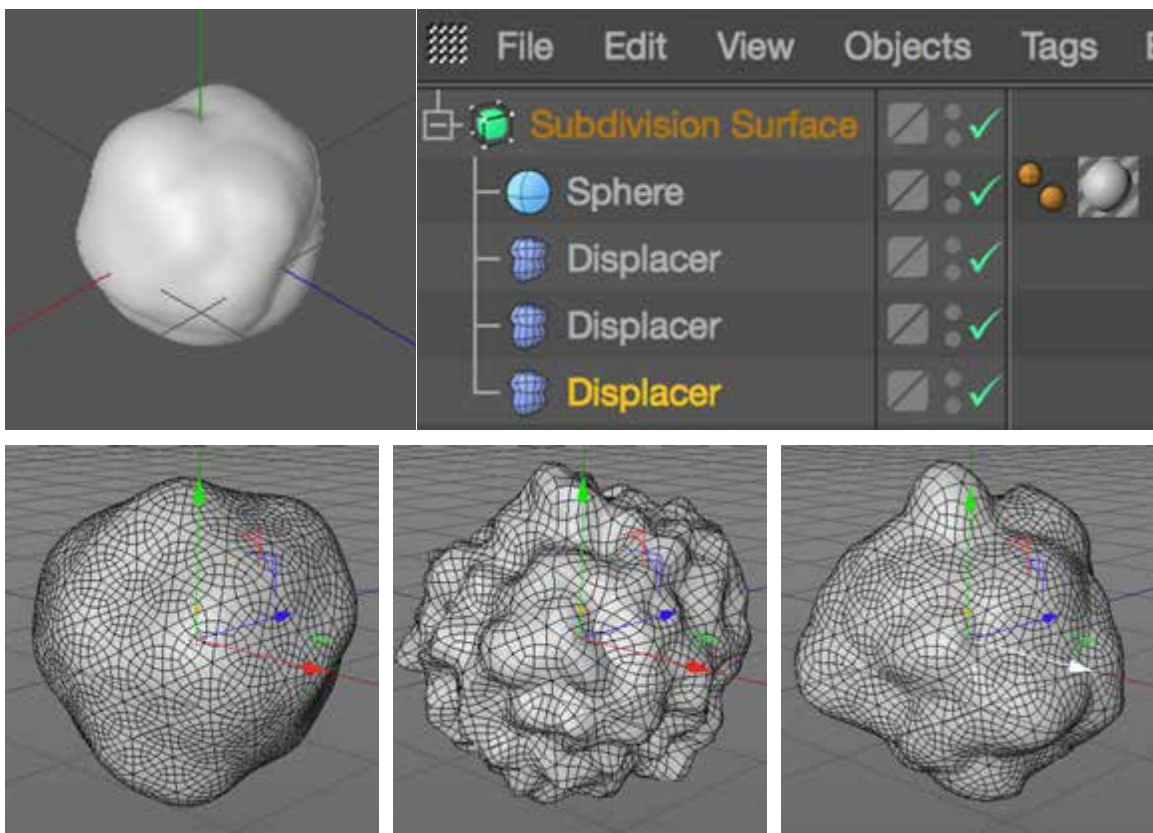 File Edit View Objects Tags
Subdivision Surface
Sphere
Displacer
Displacer
Displacer